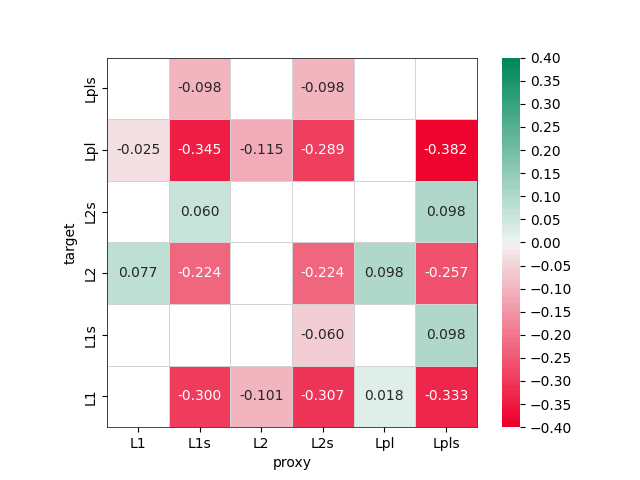 Lpls -0.098 -0.098
Lpl -0.025 -0.345 -0.115 -0.289 -0.382
L2s 0.060 0.098
target
L2 0.077 -0.224 -0.224 0.098 -0.257
L1s -0.060 0.098
L1 -0.300 -0.101 -0.307 0.018 -0.333
L1 L1s L2 L2s Lpl Lpls
proxy
0.40
0.35
0.30
0.25
0.20
0.15
0.10
0.05
0.00
−0.05
−0.10
−0.15
−0.20
−0.25
−0.30
−0.35
−0.40